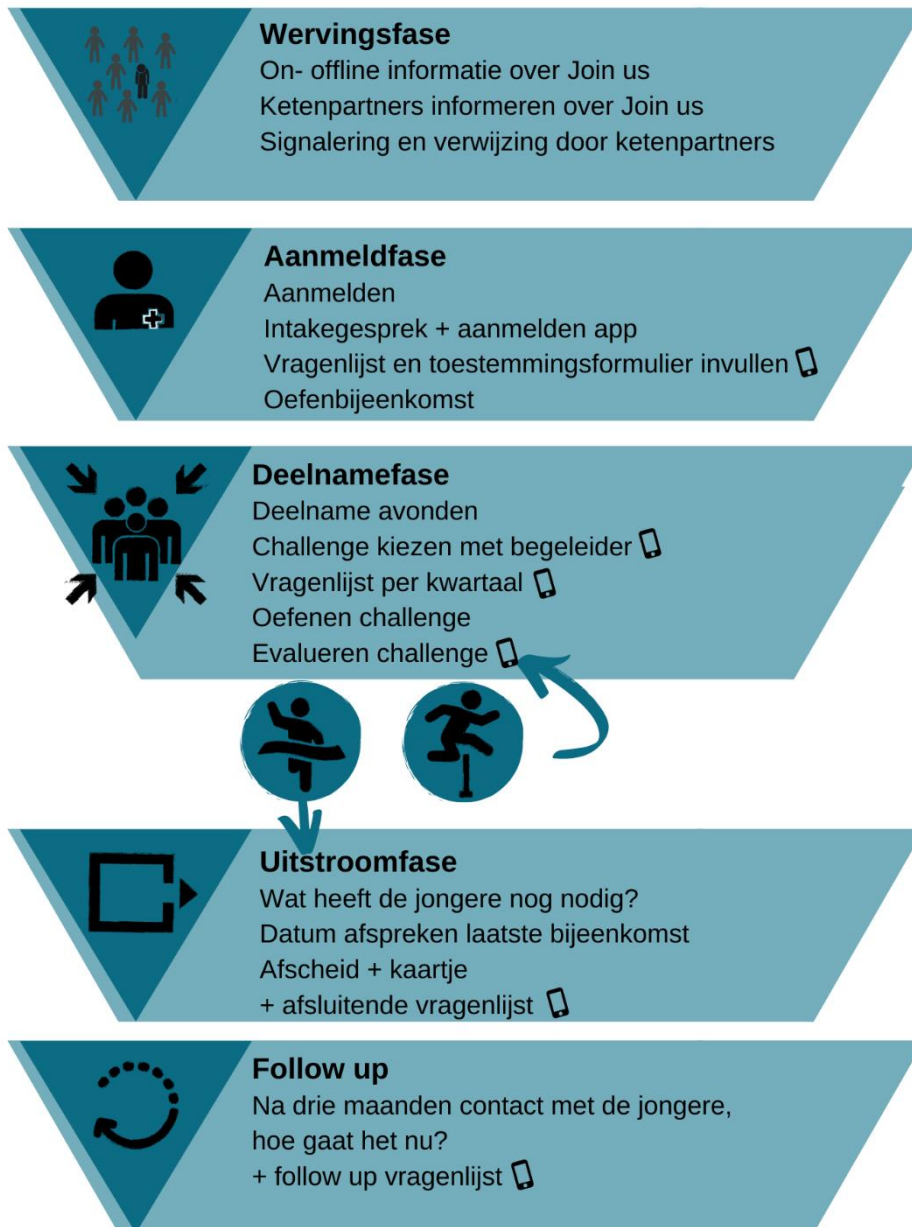 Wervingsfase
On- offline informatie over Join us
Ketenpartners informeren over Join us
Signalering en verwijzing door ketenpartners
Aanmeldfase
Aanmelden
Intakegesprek + aanmelden app
Vragenlijst en toestemmingsformulier invullen
Oefenbijeenkomst
Deelnamefase
Deelname avonden
Challenge kiezen met begeleider
Vragenlijst per kwartaal
Oefenen challenge
Evalueren challenge
Uitstroomfase
Wat heeft de jongere nog nodig?
Datum afspreken laatste bijeenkomst
Afscheid + kaartje
+ afsluitende vragenlijst
Follow up
Na drie maanden contact met de jongere,
hoe gaat het nu?
+ follow up vragenlijst